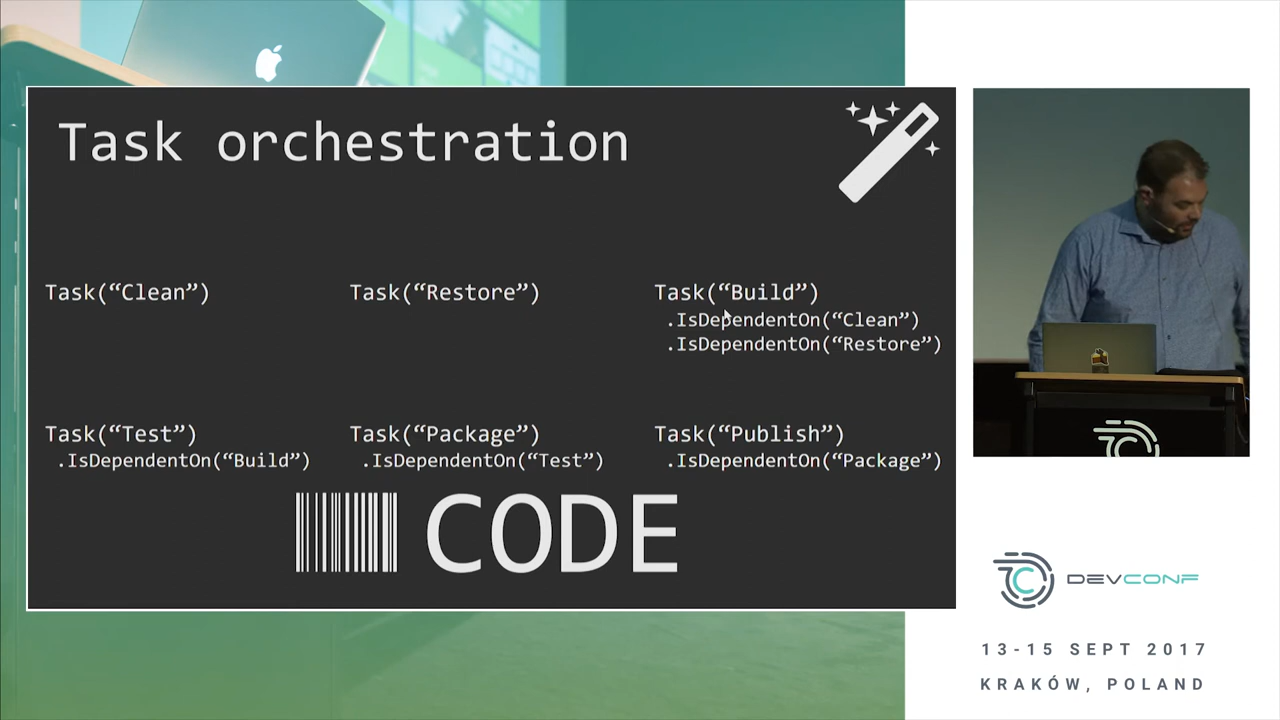 Task orchestration
Task(“Clean”)
Task(“Restore”)
Task(“Build”)
.IsDependentOn(“Clean”)
.IsDependentOn(“Restore”)
Task(“Test”)
.IsDependentOn(“Build”)
Task(“Package”)
.IsDependentOn(“Test”)
Task(“Publish”)
.IsDependentOn(“Package”)
CODE
DEVCONF
13-15 SEPT 2017
KRAKÓW, POLAND